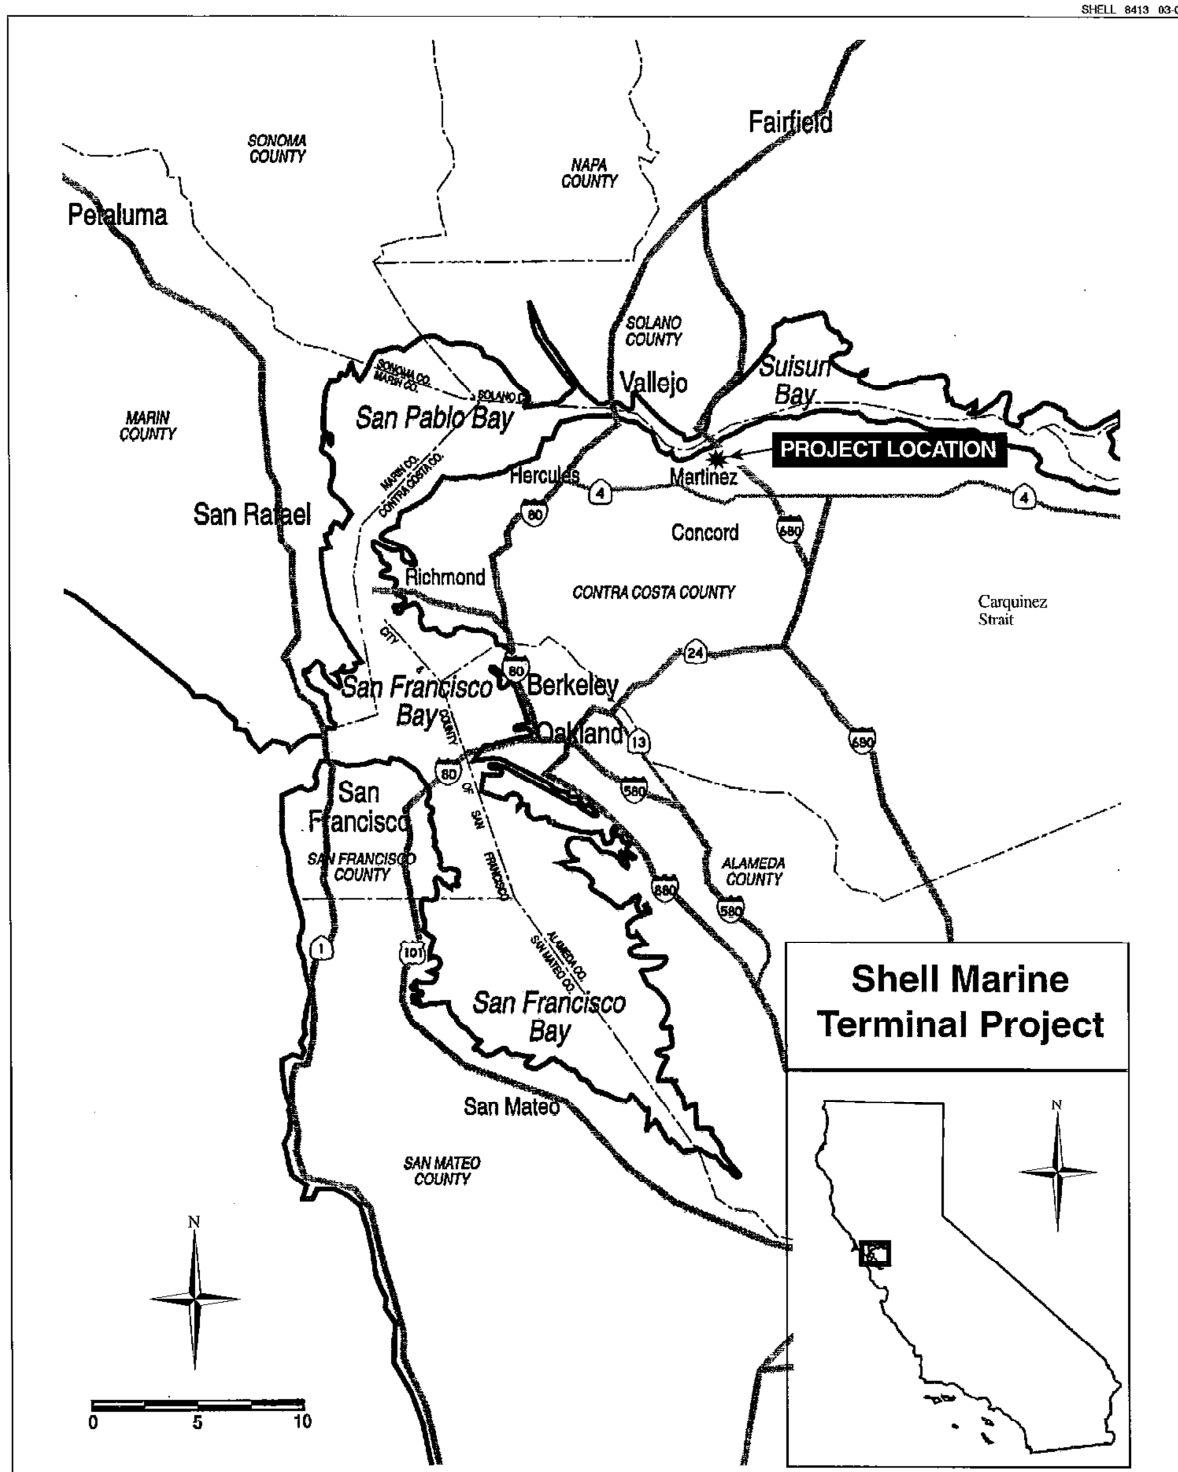 SHELL 8413 03-
Fairfield
SONOMA
COUNTY
NAPA
COUNTY
Petaluma
SOLANO
COUNTY
Suisun
Bay
Vallejo
SONOMA CO.
MARIN CO.
SOLANO
San Pablo Bay
MARIN
COUNTY
PROJECT LOCATION
MARIN CO.
CONTRA COSTA CO.
Hercules
Martinez
4
4
80
680
San Rafael
Concord
Richmond
CONTRA COSTA COUNTY
Carquinez
Strait
CITY
&
COUNTY
OF
SAN
FRANCISCO
24
80
San Francisco
Bay
Berkeley
Oakland
13
680
80
580
San
Francisco
SAN FRANCISCO
COUNTY
ALAMEDA
COUNTY
880
580
1
101
ALAMEDA CO.
SAN MATEO CO.
San Francisco
Bay
Shell Marine
Terminal Project
San Mateo
SAN MATEO
COUNTY
N
N
0 5 10